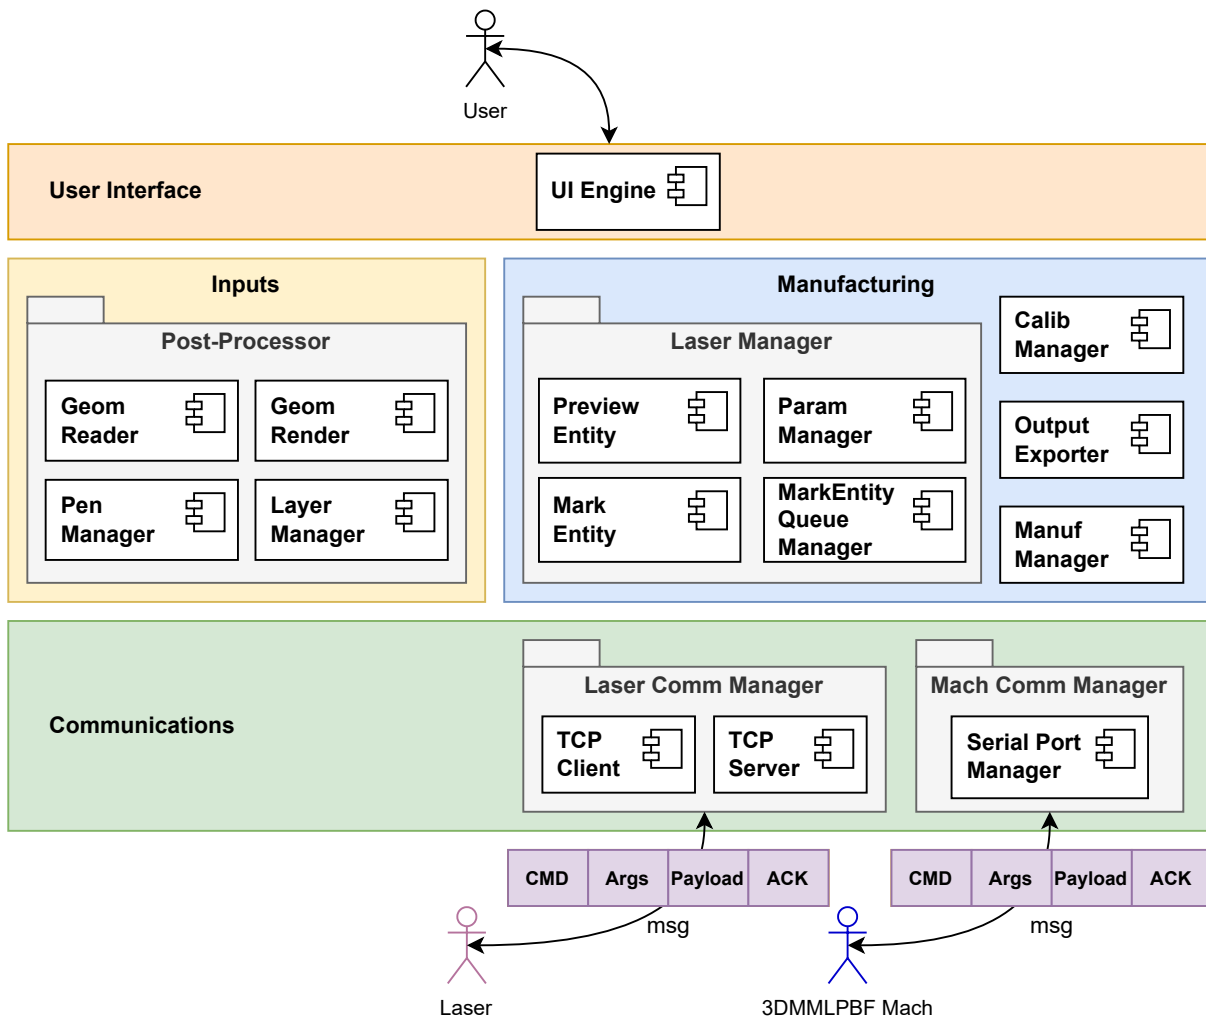 User
User Interface
UI Engine
Inputs
Post-Processor
Geom
Reader
Geom
Render
Pen
Manager
Layer
Manager
Manufacturing
Laser Manager
Preview
Entity
Param
Manager
Mark
Entity
MarkEntity
Queue
Manager
Calib
Manager
Output
Exporter
Manuf
Manager
Communications
Laser Comm Manager
TCP
Client
TCP
Server
Mach Comm Manager
Serial Port
Manager
CMD
Args
Payload
ACK
msg
Laser
CMD
Args
Payload
ACK
msg
3DMMLPBF Mach